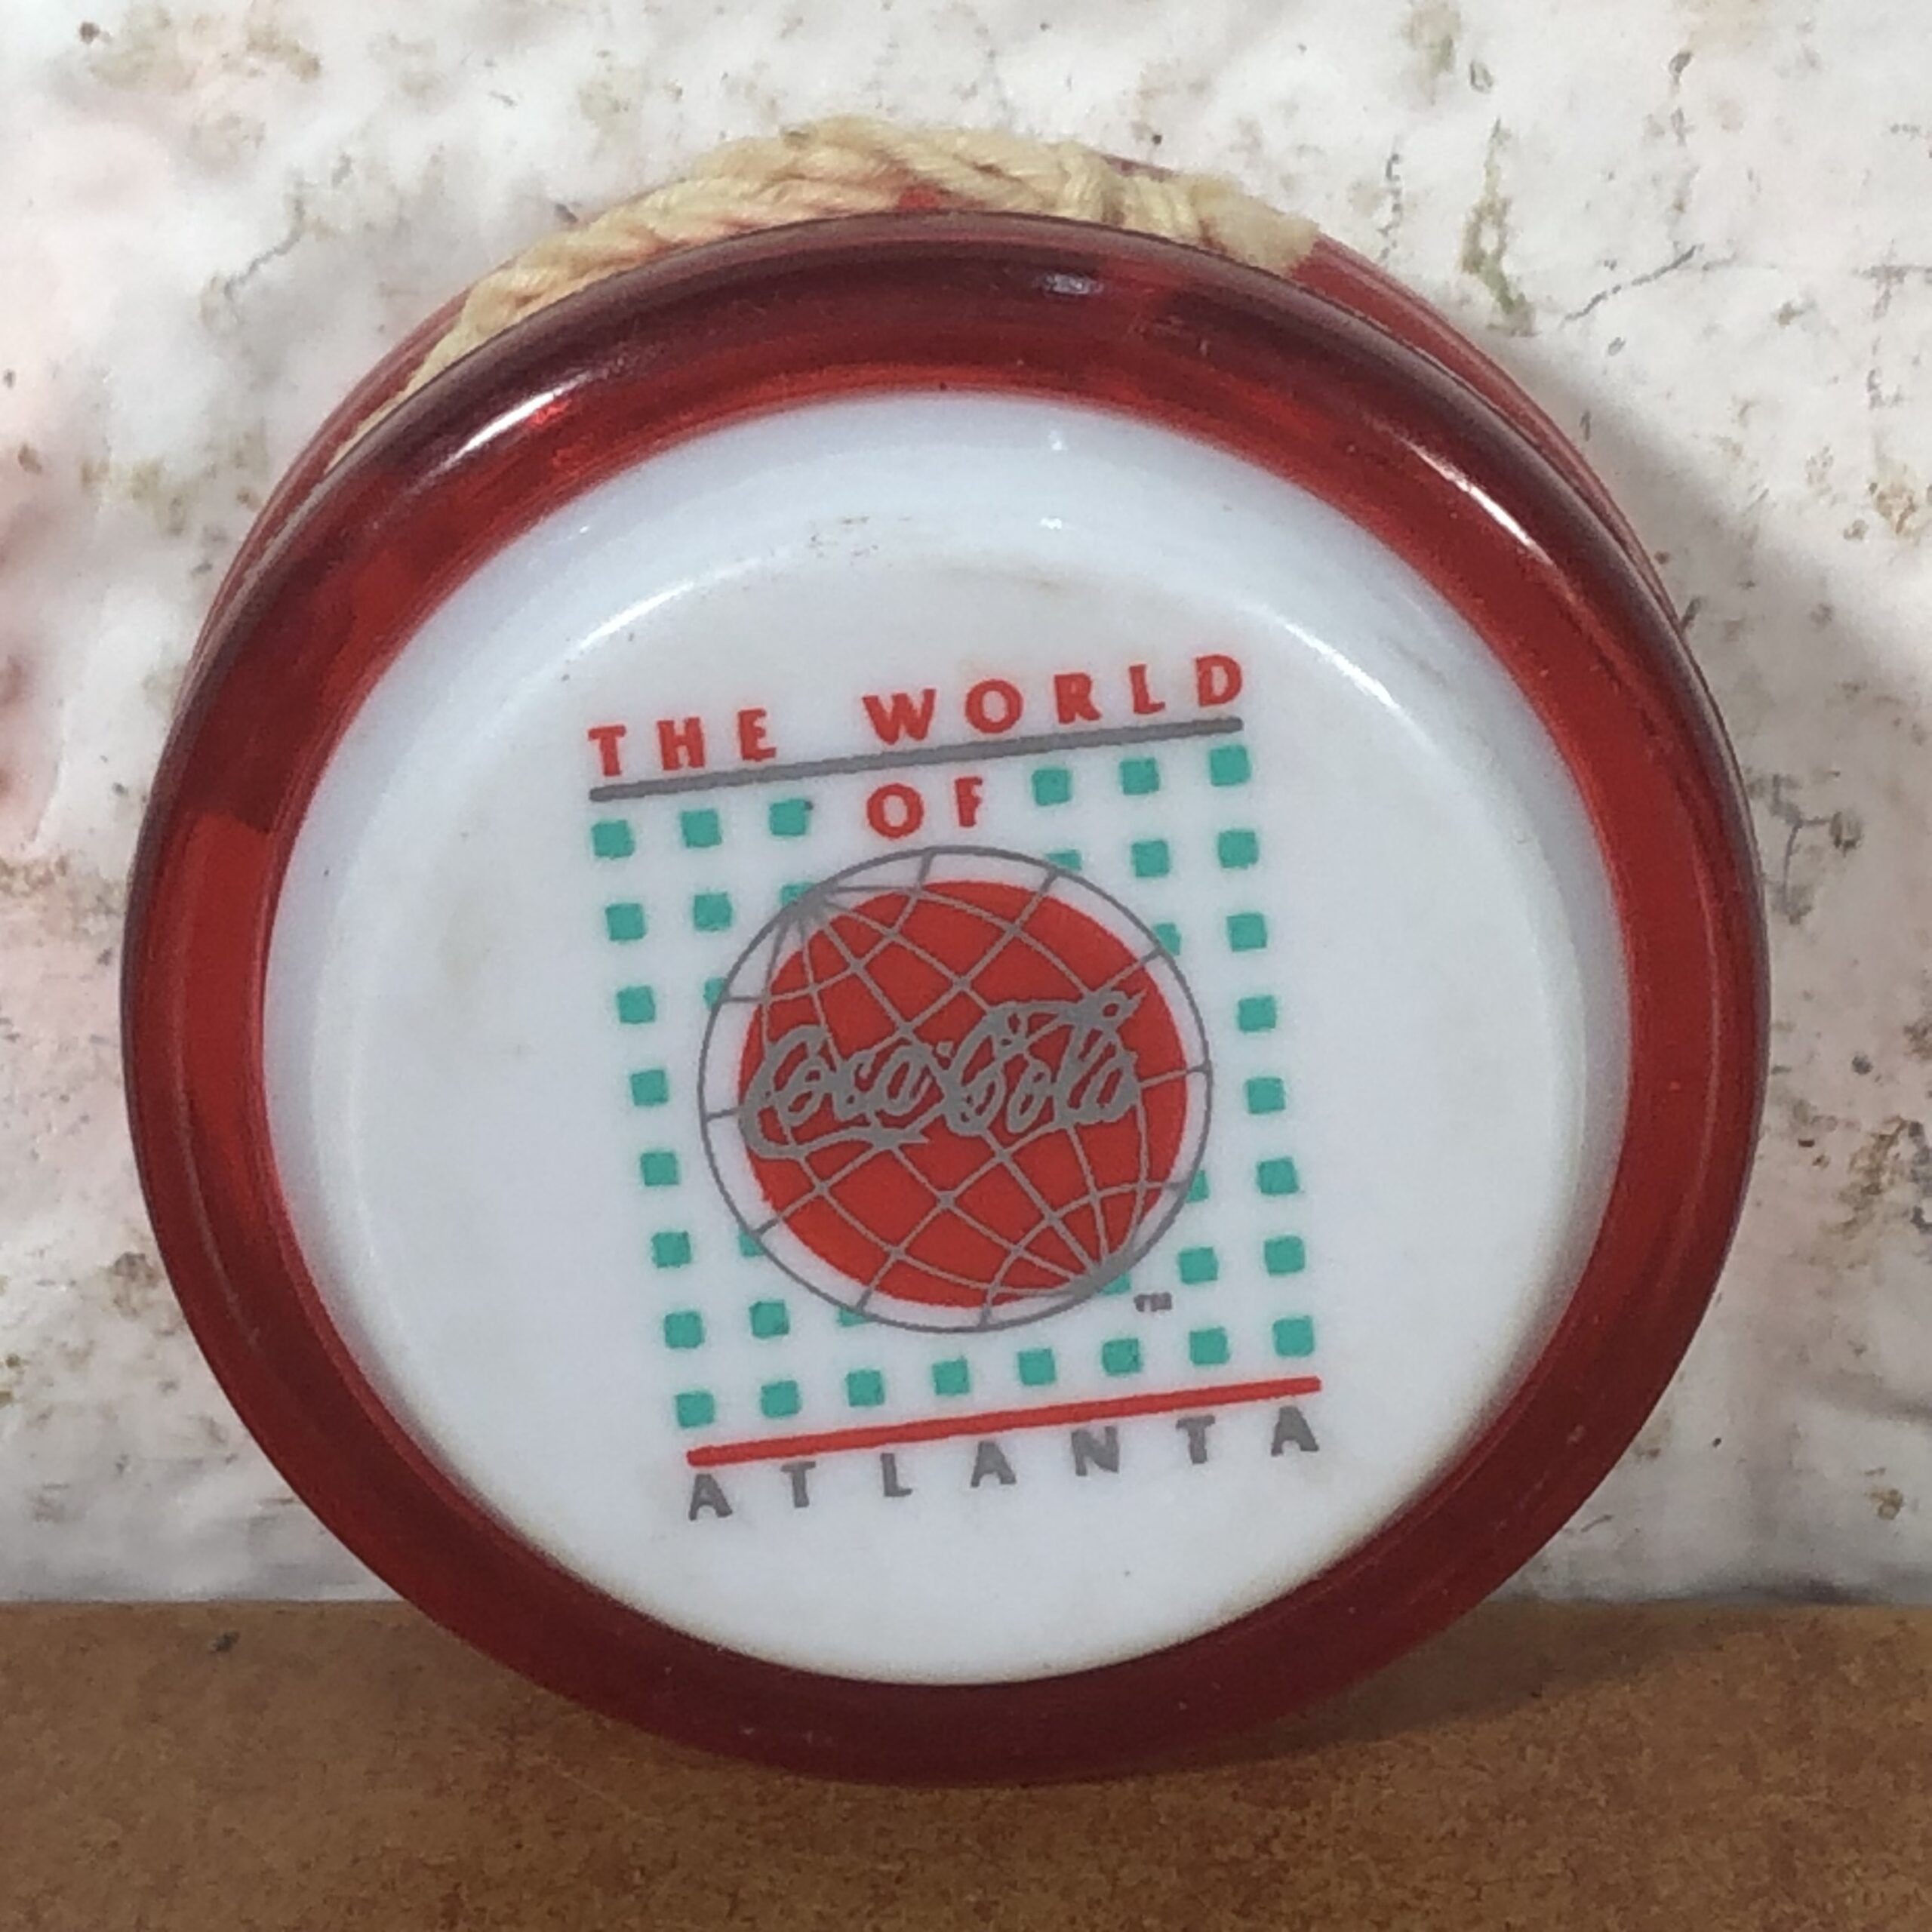 THE WORLD
OF
Coca-Cola
TM
ATLANTA